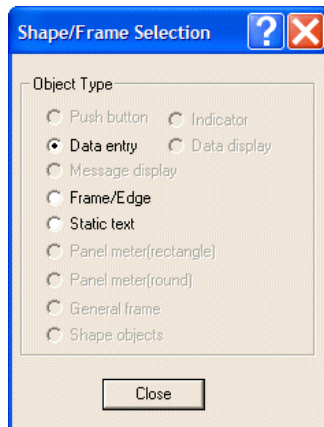 Shape/Frame Selection
Object Type
Push button Indicator
Data entry Data display
Message display
Frame/Edge
Static text
Panel meter(rectangle)
Panel meter(round)
General frame
Shape objects
Close